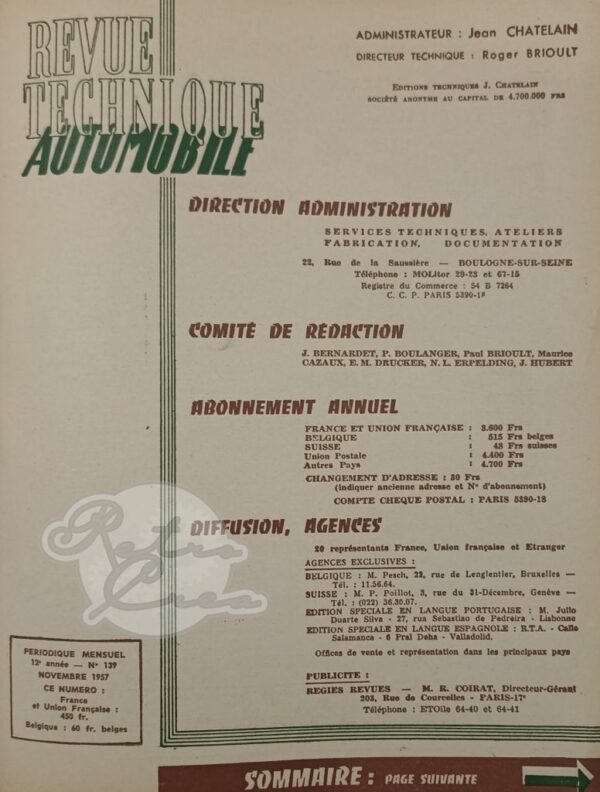 REVUE
TECHNIQUE
AUTOMOBILE
ADMINISTRATEUR : Jean CHATELAIN
DIRECTEUR TECHNIQUE : Roger BRIOULT
EDITIONS TECHNIQUES J. CHATELAIN
SOCIÉTÉ ANONYME AU CAPITAL DE 4.700.000 FRS
DIRECTION ADMINISTRATION
SERVICES TECHNIQUES, ATELIERS
FABRICATION, DOCUMENTATION
22, Rue de la Saussière — BOULOGNE-SUR-SEINE
Téléphone : MOLitor 29-23 et 67-15
Registre du Commerce : 54 B 7264
C. C. P. PARIS 5390-18
COMITÉ DE RÉDACTION
J. BERNARDET, P. BOULANGER, Paul BRIOULT, Maurice
CAZAUX, E. M. DRUCKER, N. L. ERPELDING, J. HUBERT
ABONNEMENT ANNUEL
FRANCE ET UNION FRANÇAISE : 3.600 Frs
BELGIQUE : 515 Frs belges
SUISSE : 43 Frs suisses
Union Postale : 4.400 Frs
Autres Pays : 4.700 Frs
CHANGEMENT D'ADRESSE : 30 Frs
(indiquer ancienne adresse et N° d'abonnement)
COMPTE CHEQUE POSTAL : PARIS 5390-18
DIFFUSION, AGENCES
20 représentants France, Union française et Etranger
AGENCES EXCLUSIVES :
BELGIQUE : M. Pesch, 22, rue de Lenglentier, Bruxelles —
Tél. : 11.56.64.
SUISSE : M. P. Poillot, 3, rue du 31-Décembre, Genève —
Tél. : (022) 36.30.07.
EDITION SPECIALE EN LANGUE PORTUGAISE : M. Julio
Duarte Silva - 27, rua Sebastiao de Pedreira - Lisbonne
EDITION SPECIALE EN LANGUE ESPAGNOLE : R.T.A. - Calle
Salamanca - 6 Pral Deha - Valladolid.
Offices de vente et représentation dans les principaux pays
PUBLICITE :
REGIES REVUES — M. R. COIRAT, Directeur-Gérant
203, Rue de Courcelles - PARIS-17e
Téléphone : ETOile 64-40 et 64-41
Retro
Crea
PERIODIQUE MENSUEL
12e année — N° 139
NOVEMBRE 1957
CE NUMERO :
France
et Union Française :
450 fr.
Belgique : 60 fr. belges
SOMMAIRE : PAGE SUIVANTE